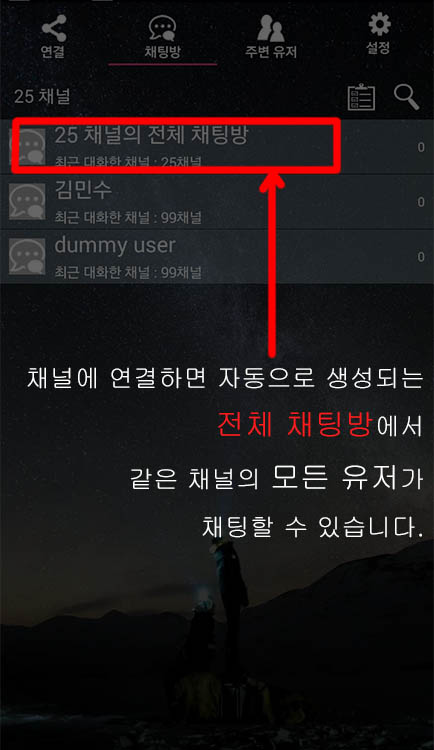 연결 채팅방 주변 유저 설정
25 채널
25 채널의 전체 채팅방 0
최근 대화한 채널 : 25채널
김민수 0
최근 대화한 채널 : 99채널
dummy user 0
최근 대화한 채널 : 99채널
채널에 연결하면 자동으로 생성되는
전체 채팅방에서
같은 채널의 모든 유저가
채팅할 수 있습니다.